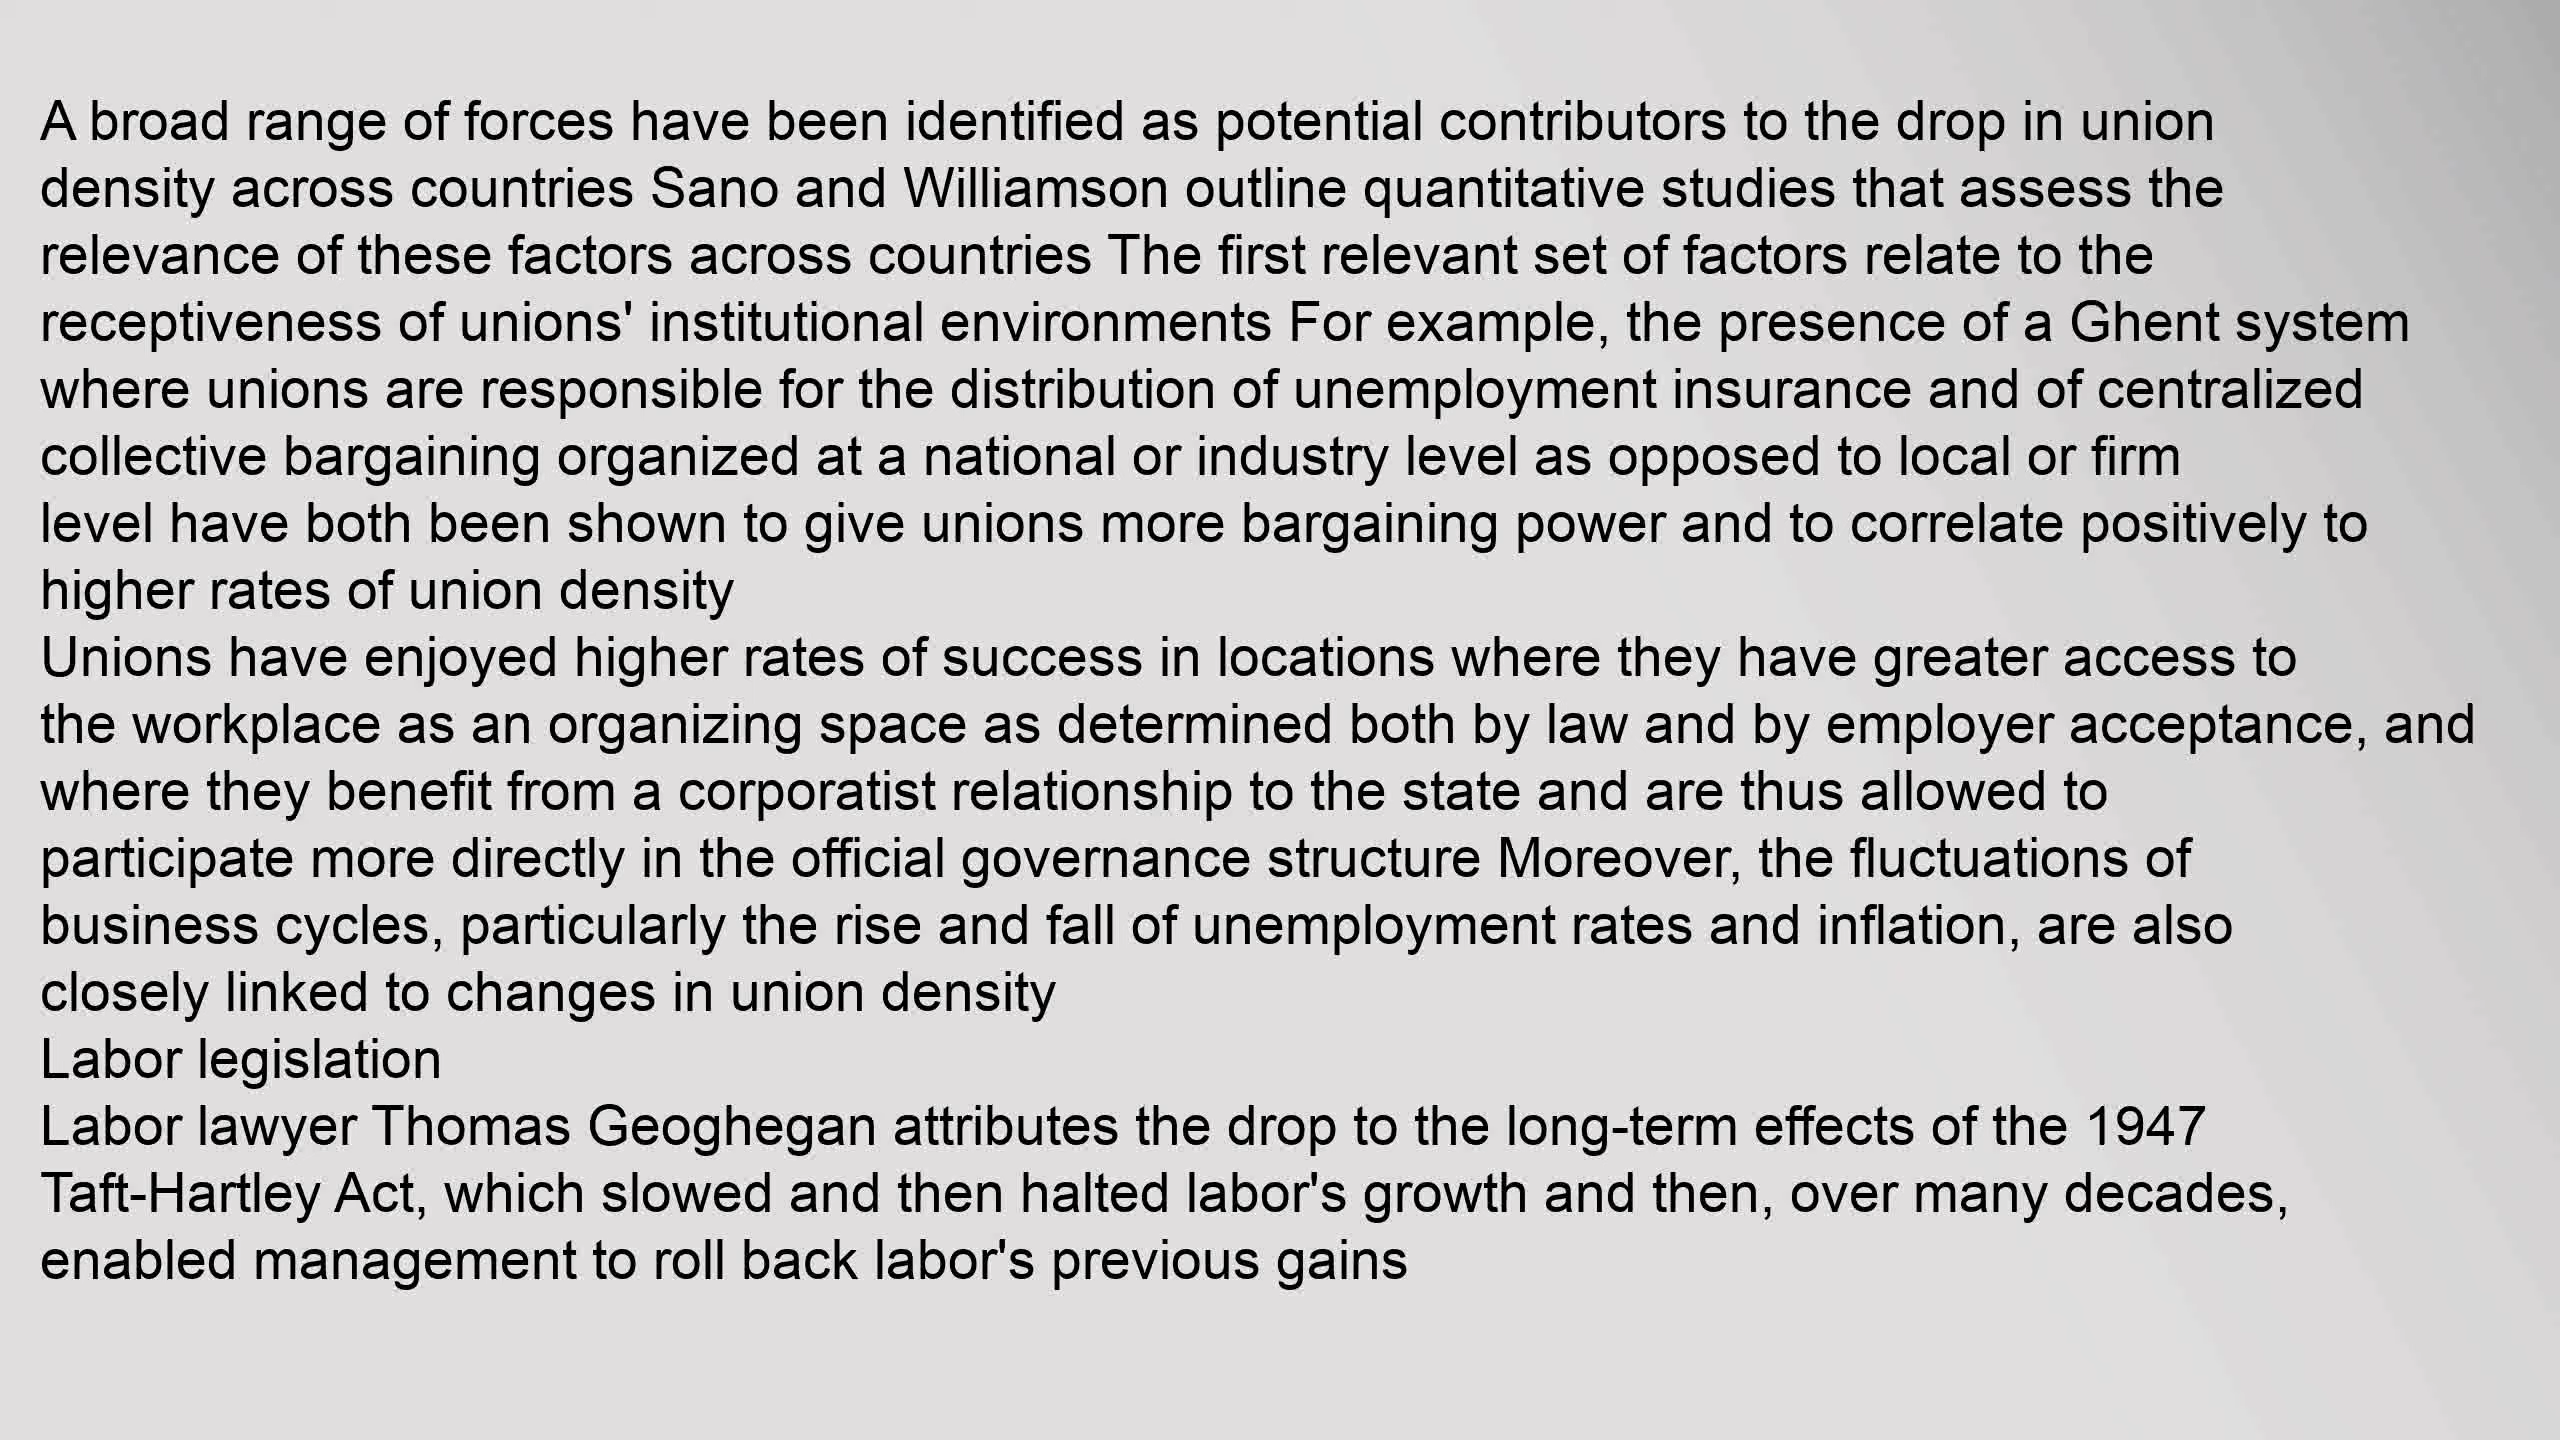 A broad range of forces have been identified as potential contributors to the drop in union
density across countries Sano and Williamson outline quantitative studies that assess the
relevance of these factors across countries The first relevant set of factors relate to the
receptiveness of unions' institutional environments For example, the presence of a Ghent system
where unions are responsible for the distribution of unemployment insurance and of centralized
collective bargaining organized at a national or industry level as opposed to local or firm
level have both been shown to give unions more bargaining power and to correlate positively to
higher rates of union density
Unions have enjoyed higher rates of success in locations where they have greater access to
the workplace as an organizing space as determined both by law and by employer acceptance, and
where they benefit from a corporatist relationship to the state and are thus allowed to
participate more directly in the official governance structure Moreover, the fluctuations of
business cycles, particularly the rise and fall of unemployment rates and inflation, are also
closely linked to changes in union density
Labor legislation
Labor lawyer Thomas Geoghegan attributes the drop to the long-term effects of the 1947
Taft-Hartley Act, which slowed and then halted labor's growth and then, over many decades,
enabled management to roll back labor's previous gains